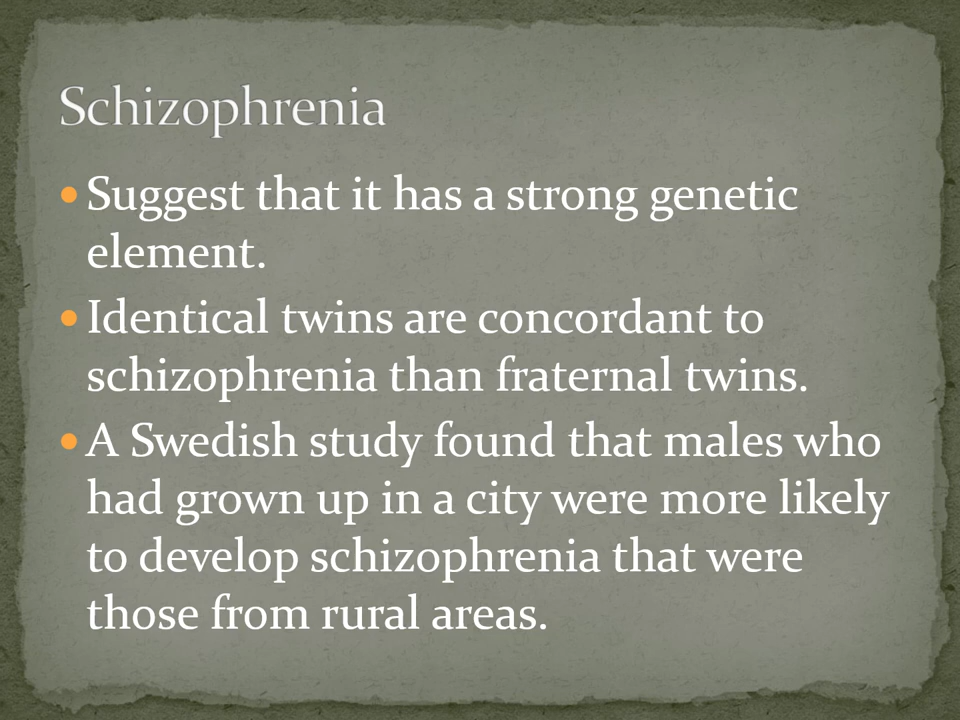 Schizophrenia
• Suggest that it has a strong genetic
element.
• Identical twins are concordant to
schizophrenia than fraternal twins.
• A Swedish study found that males who
had grown up in a city were more likely
to develop schizophrenia that were
those from rural areas.